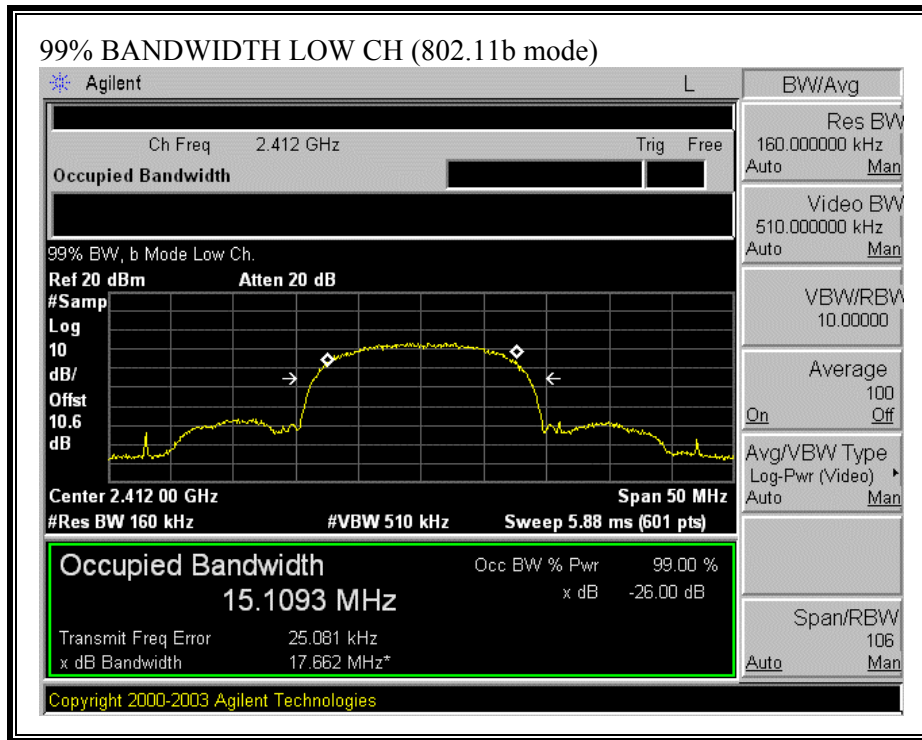 99% BANDWIDTH LOW CH (802.11b mode)
Agilent L
Ch Freq 2.412 GHz Trig Free
Occupied Bandwidth
99% BW, b Mode Low Ch.
Ref 20 dBm Atten 20 dB
#Samp
Log
10
dB/
Offst
10.6
dB
Center 2.412 00 GHz Span 50 MHz
#Res BW 160 kHz #VBW 510 kHz Sweep 5.88 ms (601 pts)
Occupied Bandwidth
15.1093 MHz
Occ BW % Pwr 99.00 %
x dB -26.00 dB
Transmit Freq Error 25.081 kHz
x dB Bandwidth 17.662 MHz*
Copyright 2000-2003 Agilent Technologies
BW/Avg
Res BW
160.000000 kHz
Auto Man
Video BW
510.000000 kHz
Auto Man
VBW/RBW
10.00000
Average
100
On Off
Avg/VBW Type
Log-Pwr (Video)
Auto Man
Span/RBW
106
Auto Man